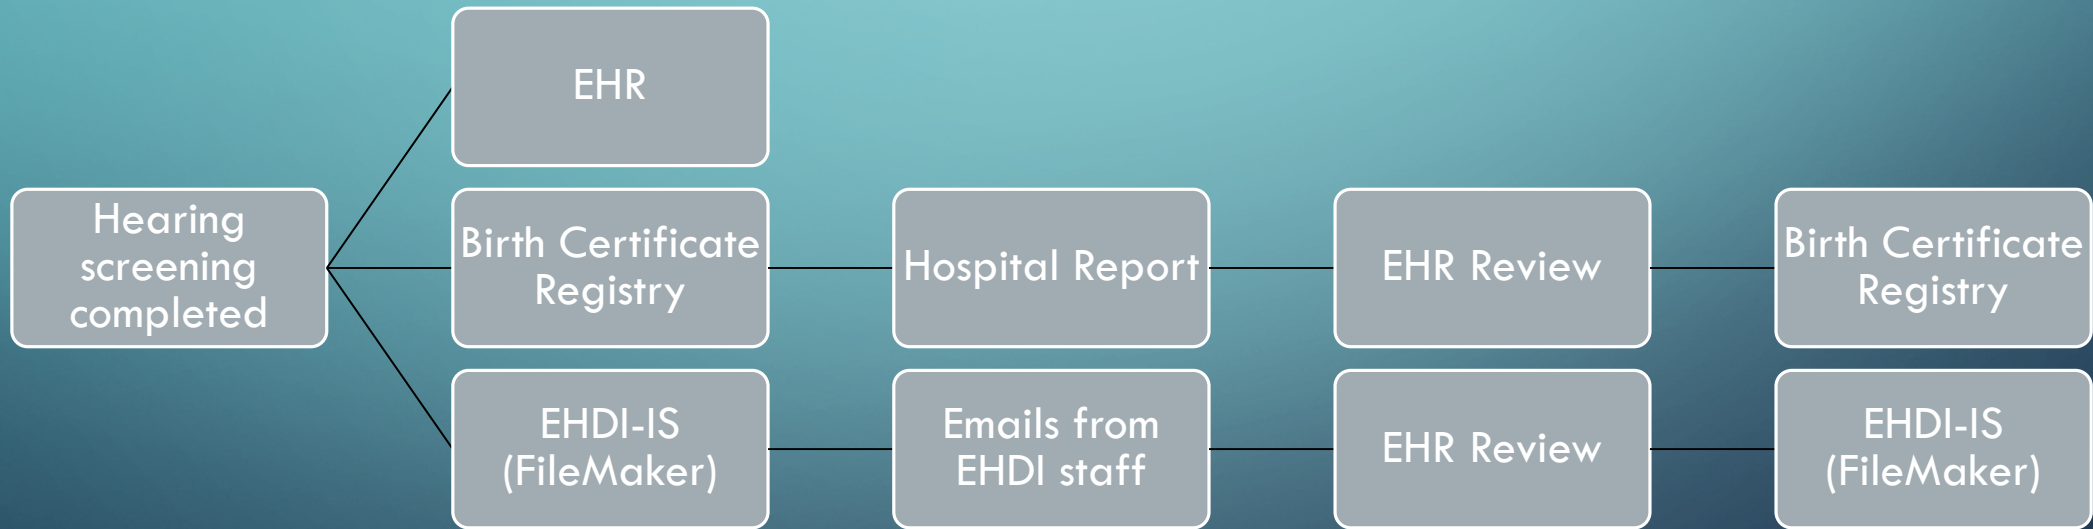 EHR
Hearing
screening
completed
Birth Certificate
Registry
Hospital Report
EHR Review
Birth Certificate
Registry
EHDI-IS
(FileMaker)
Emails from
EHDI staff
EHR Review
EHDI-IS
(FileMaker)